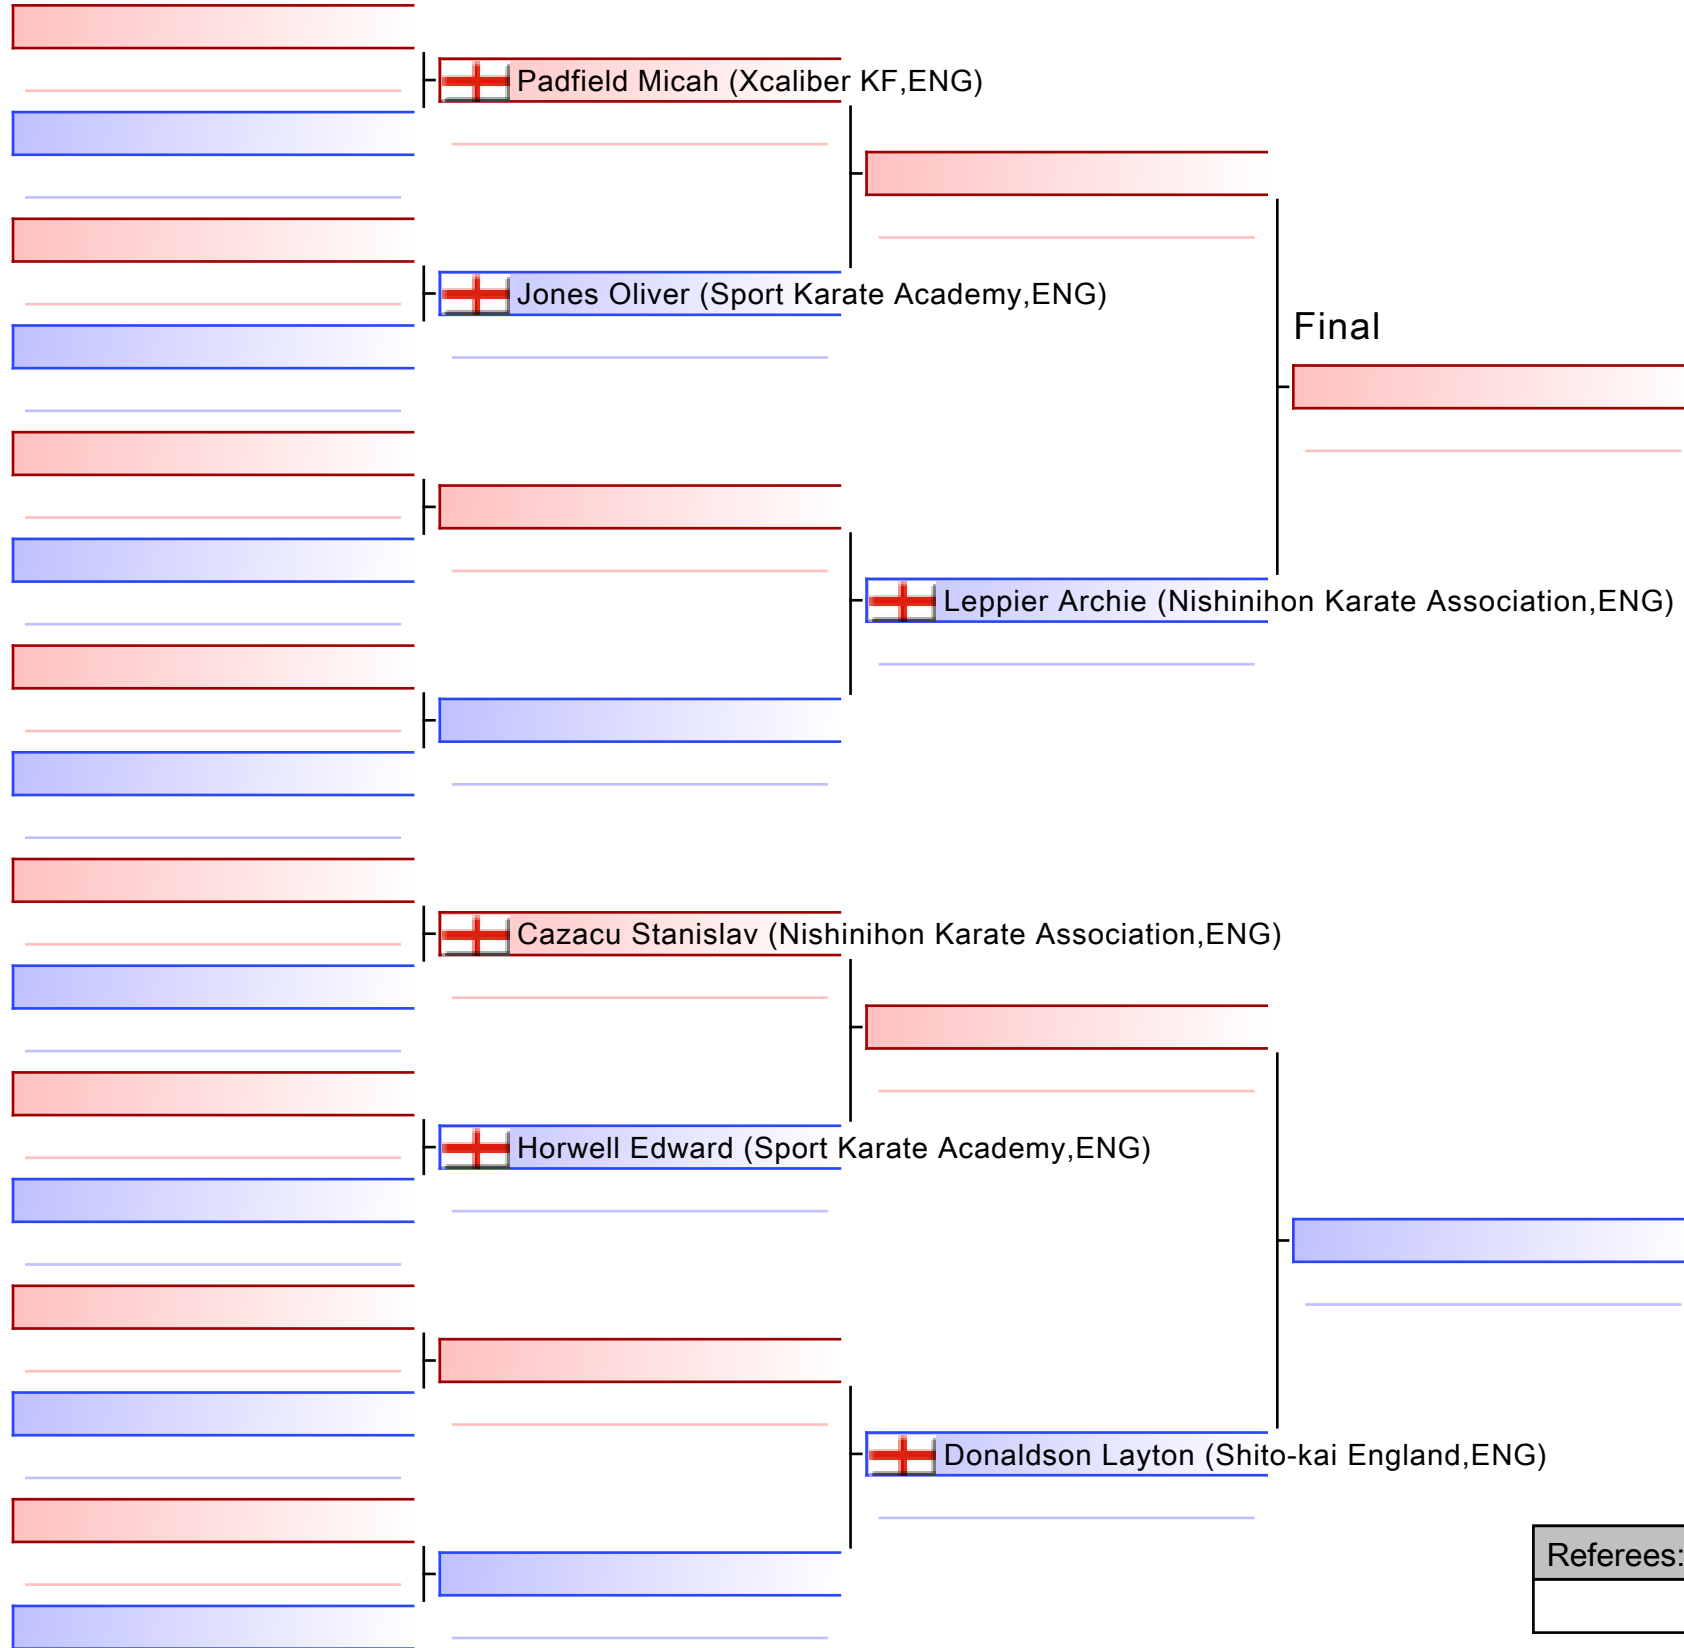 Padfield Micah (Xcaliber KF,ENG)
Jones Oliver (Sport Karate Academy,ENG)
Final
Leppier Archie (Nishinihon Karate Association,ENG)
Cazacu Stanislav (Nishinihon Karate Association,ENG)
Horwell Edward (Sport Karate Academy,ENG)
Donaldson Layton (Shito-kai England,ENG)
Referees: